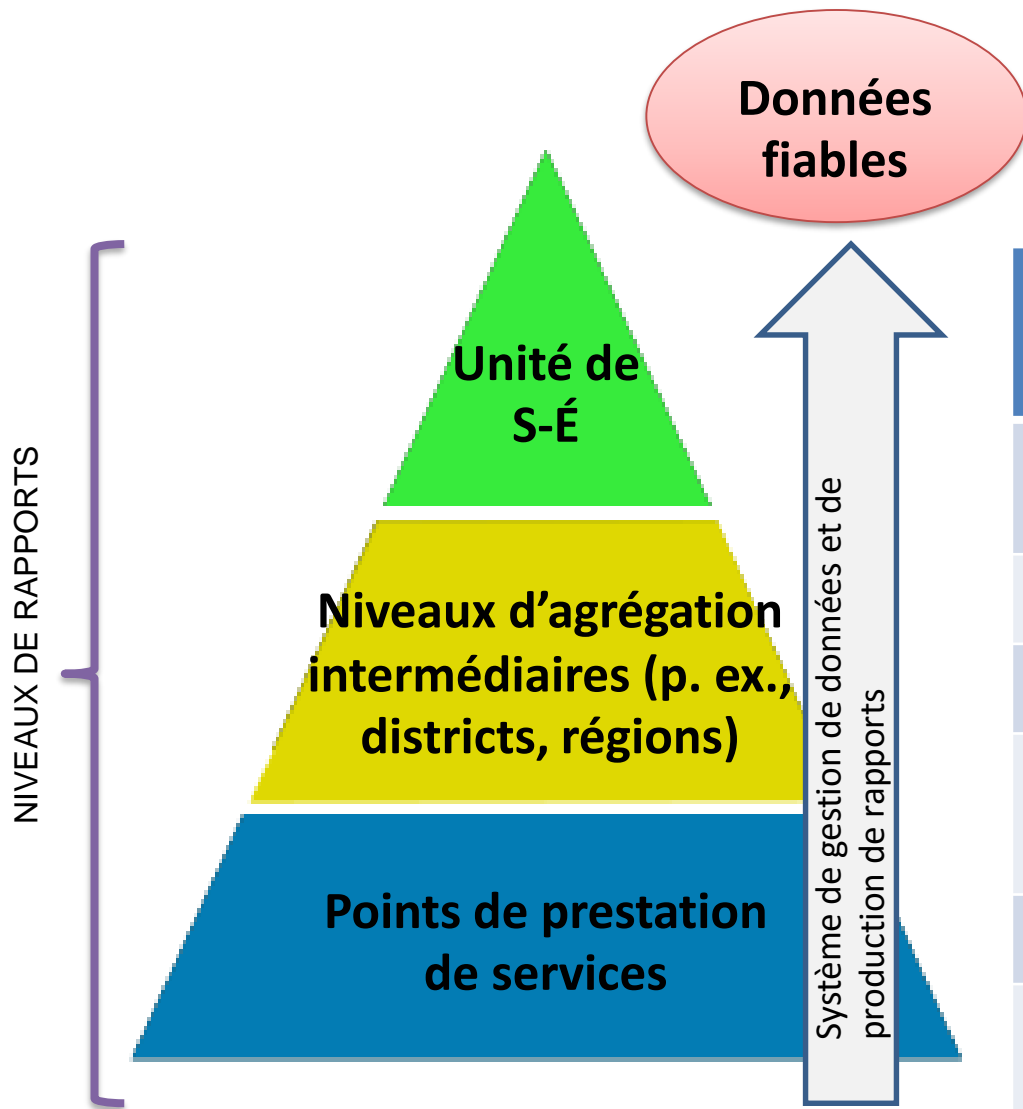 Données
fiables
NIVEAUX DE RAPPORTS
Unité de
S-É
Niveaux d’agrégation
intermédiaires (p. ex.,
districts, régions)
Points de prestation
de services
Système de gestion de données et de
production de rapports